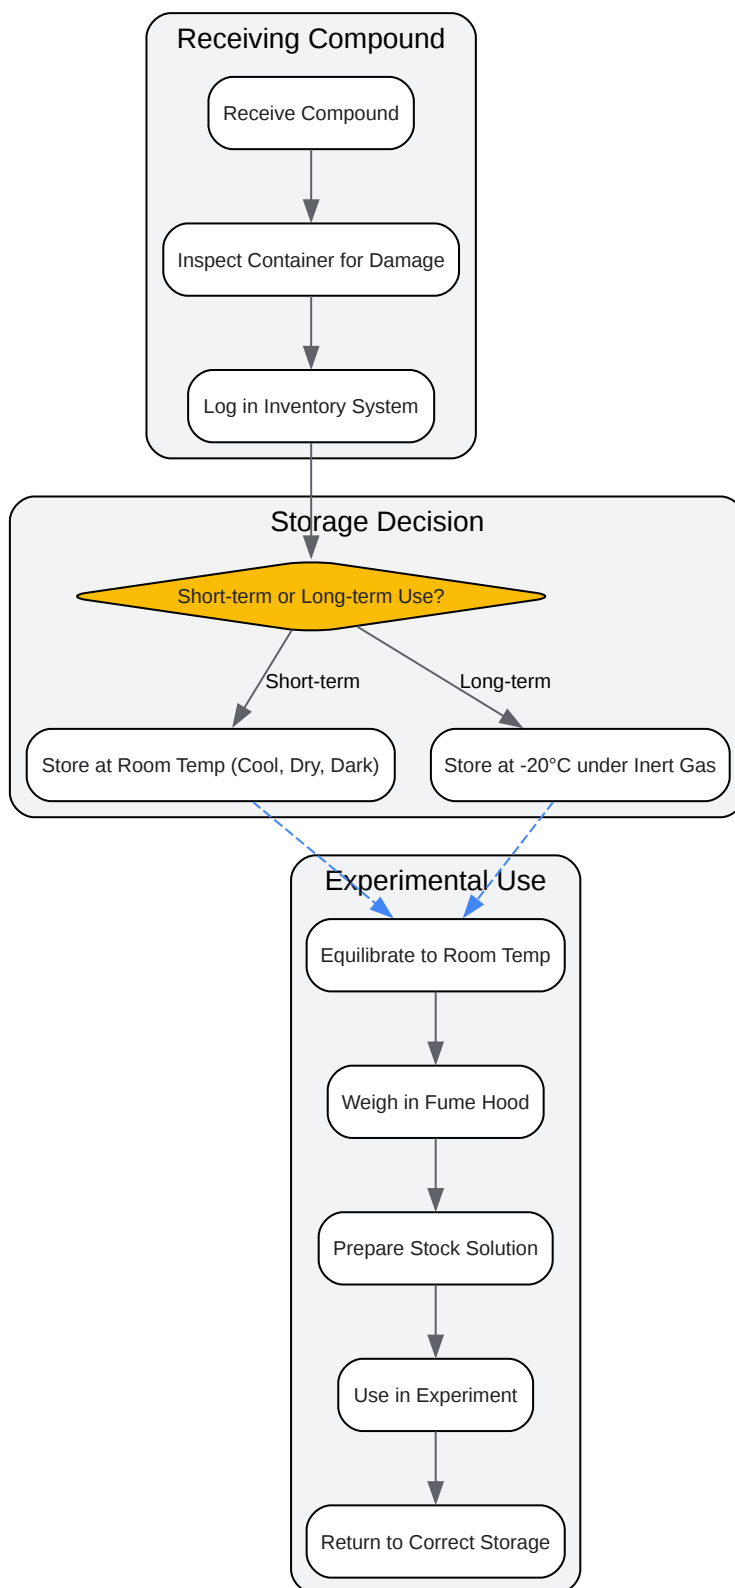 Receiving Compound
Receive Compound
Inspect Container for Damage
Log in Inventory System
Storage Decision
Short-term or Long-term Use?
Short-term
Long-term
Store at Room Temp (Cool, Dry, Dark)
Store at -20°C under Inert Gas
Experimental Use
Equilibrate to Room Temp
Weigh in Fume Hood
Prepare Stock Solution
Use in Experiment
Return to Correct Storage